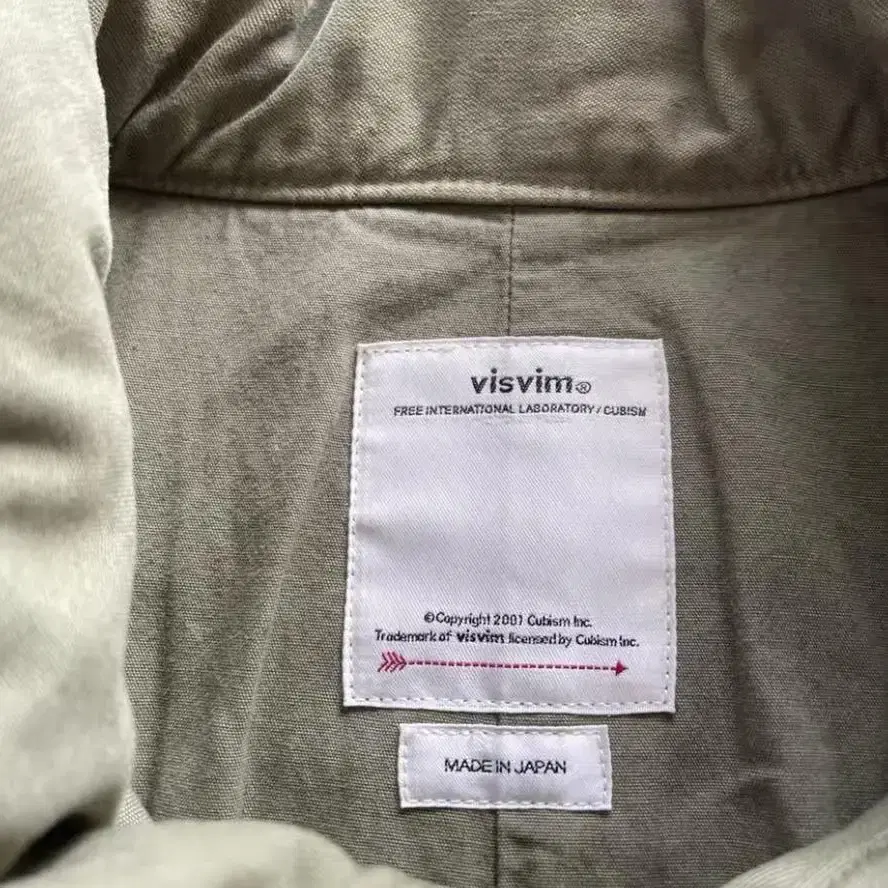 visvim®
FREE INTERNATIONAL LABORATORY / CUBISM
©Copyright 2001 Cubism Inc.
Trademark of visvim licensed by Cubism Inc.
MADE IN JAPAN